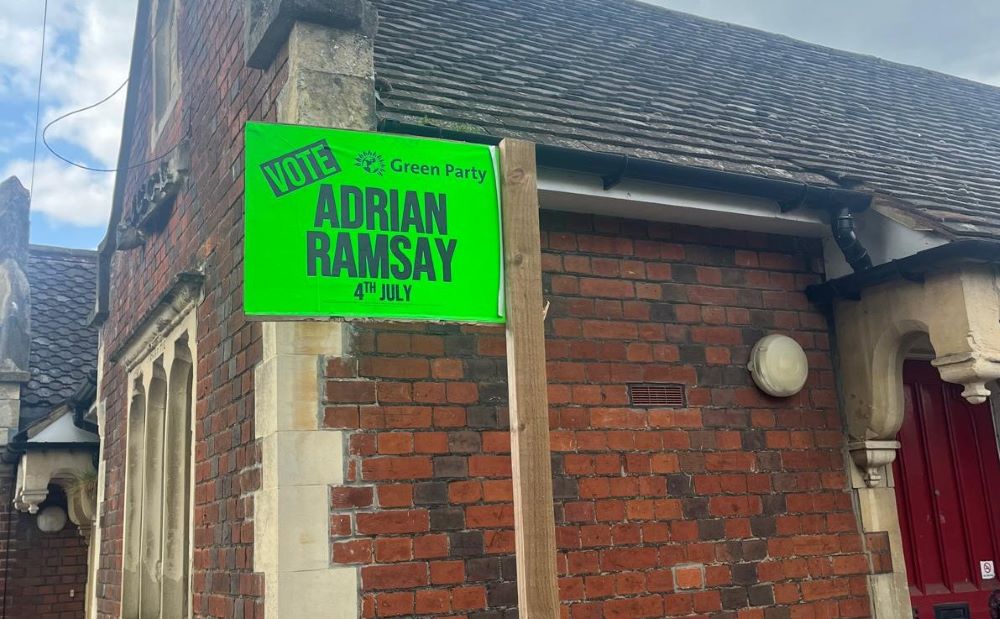 VOTE
Green Party
ADRIAN
RAMSAY
4TH JULY